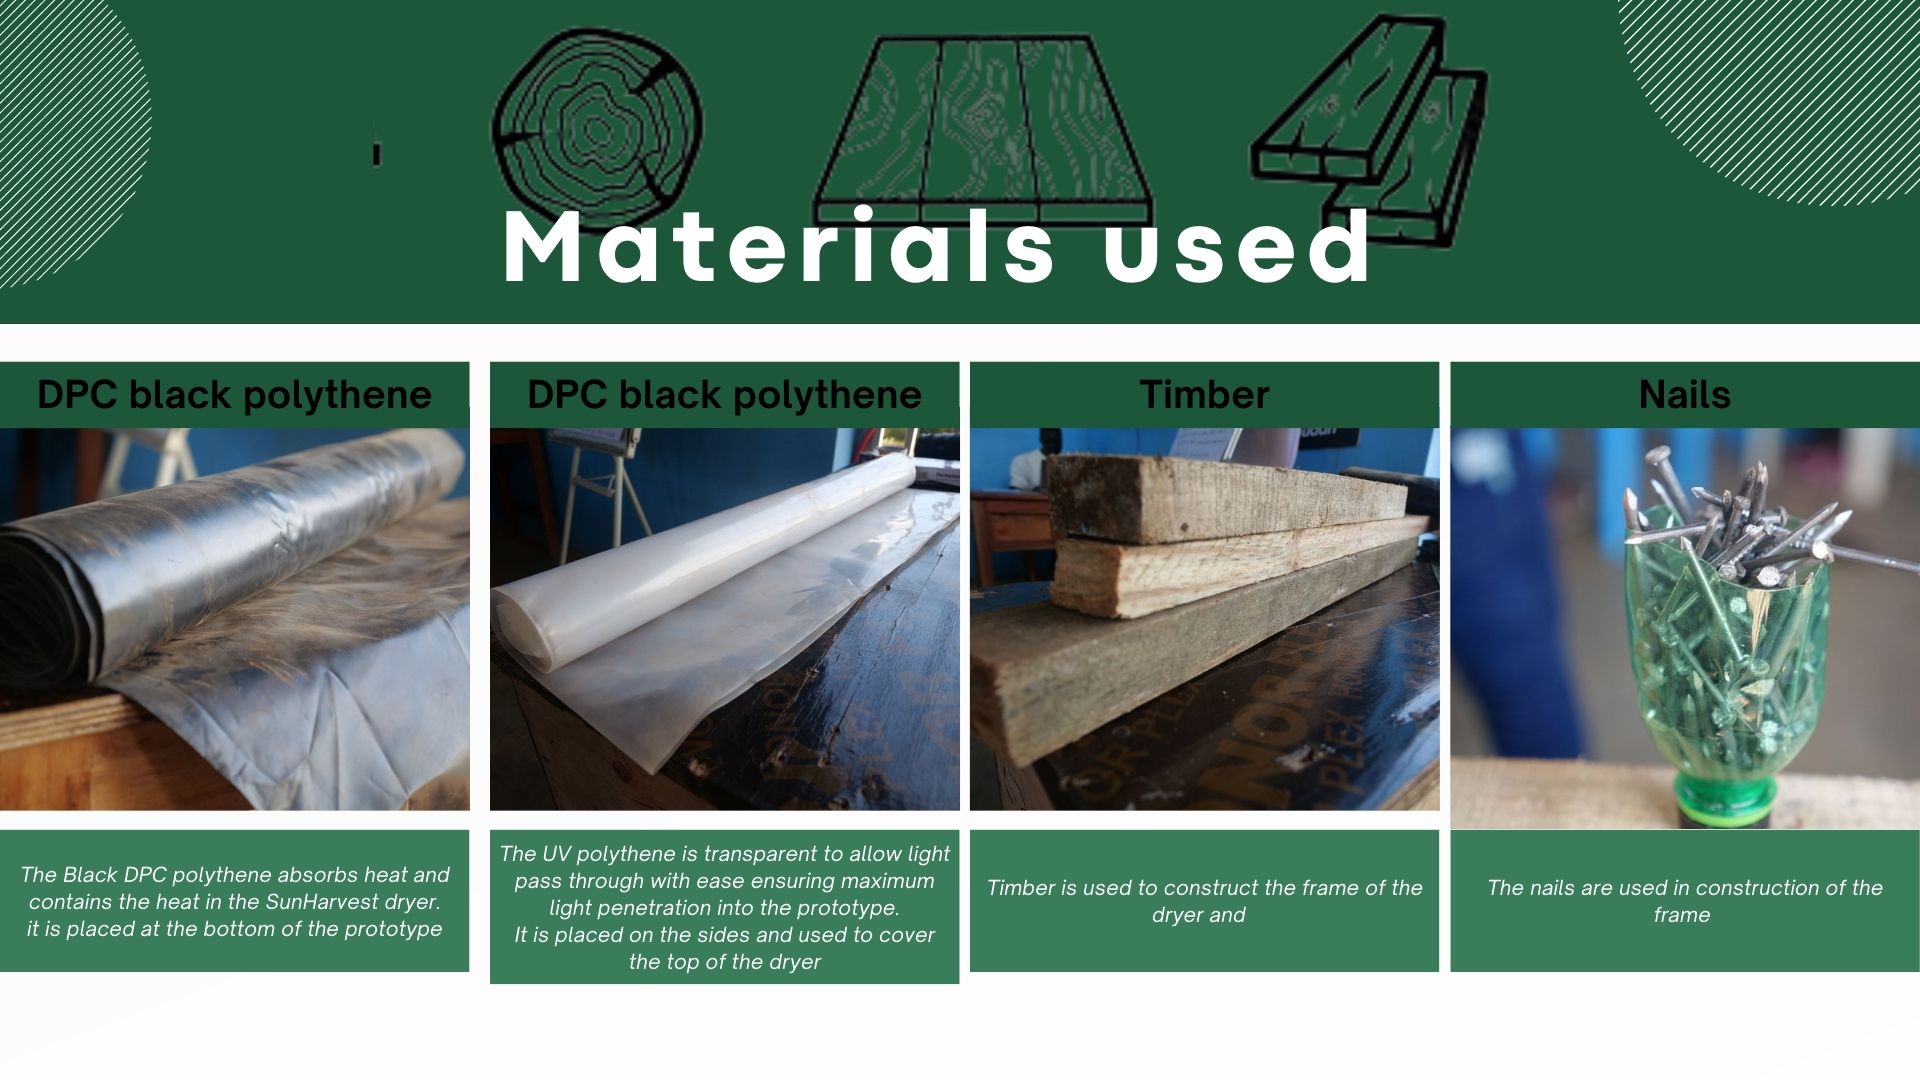 Materials used
DPC black polythene
The Black DPC polythene absorbs heat and
contains the heat in the SunHarvest dryer.
it is placed at the bottom of the prototype
DPC black polythene
The UV polythene is transparent to allow light
pass through with ease ensuring maximum
light penetration into the prototype.
It is placed on the sides and used to cover
the top of the dryer
Timber
Timber is used to construct the frame of the
dryer and
Nails
The nails are used in construction of the
frame